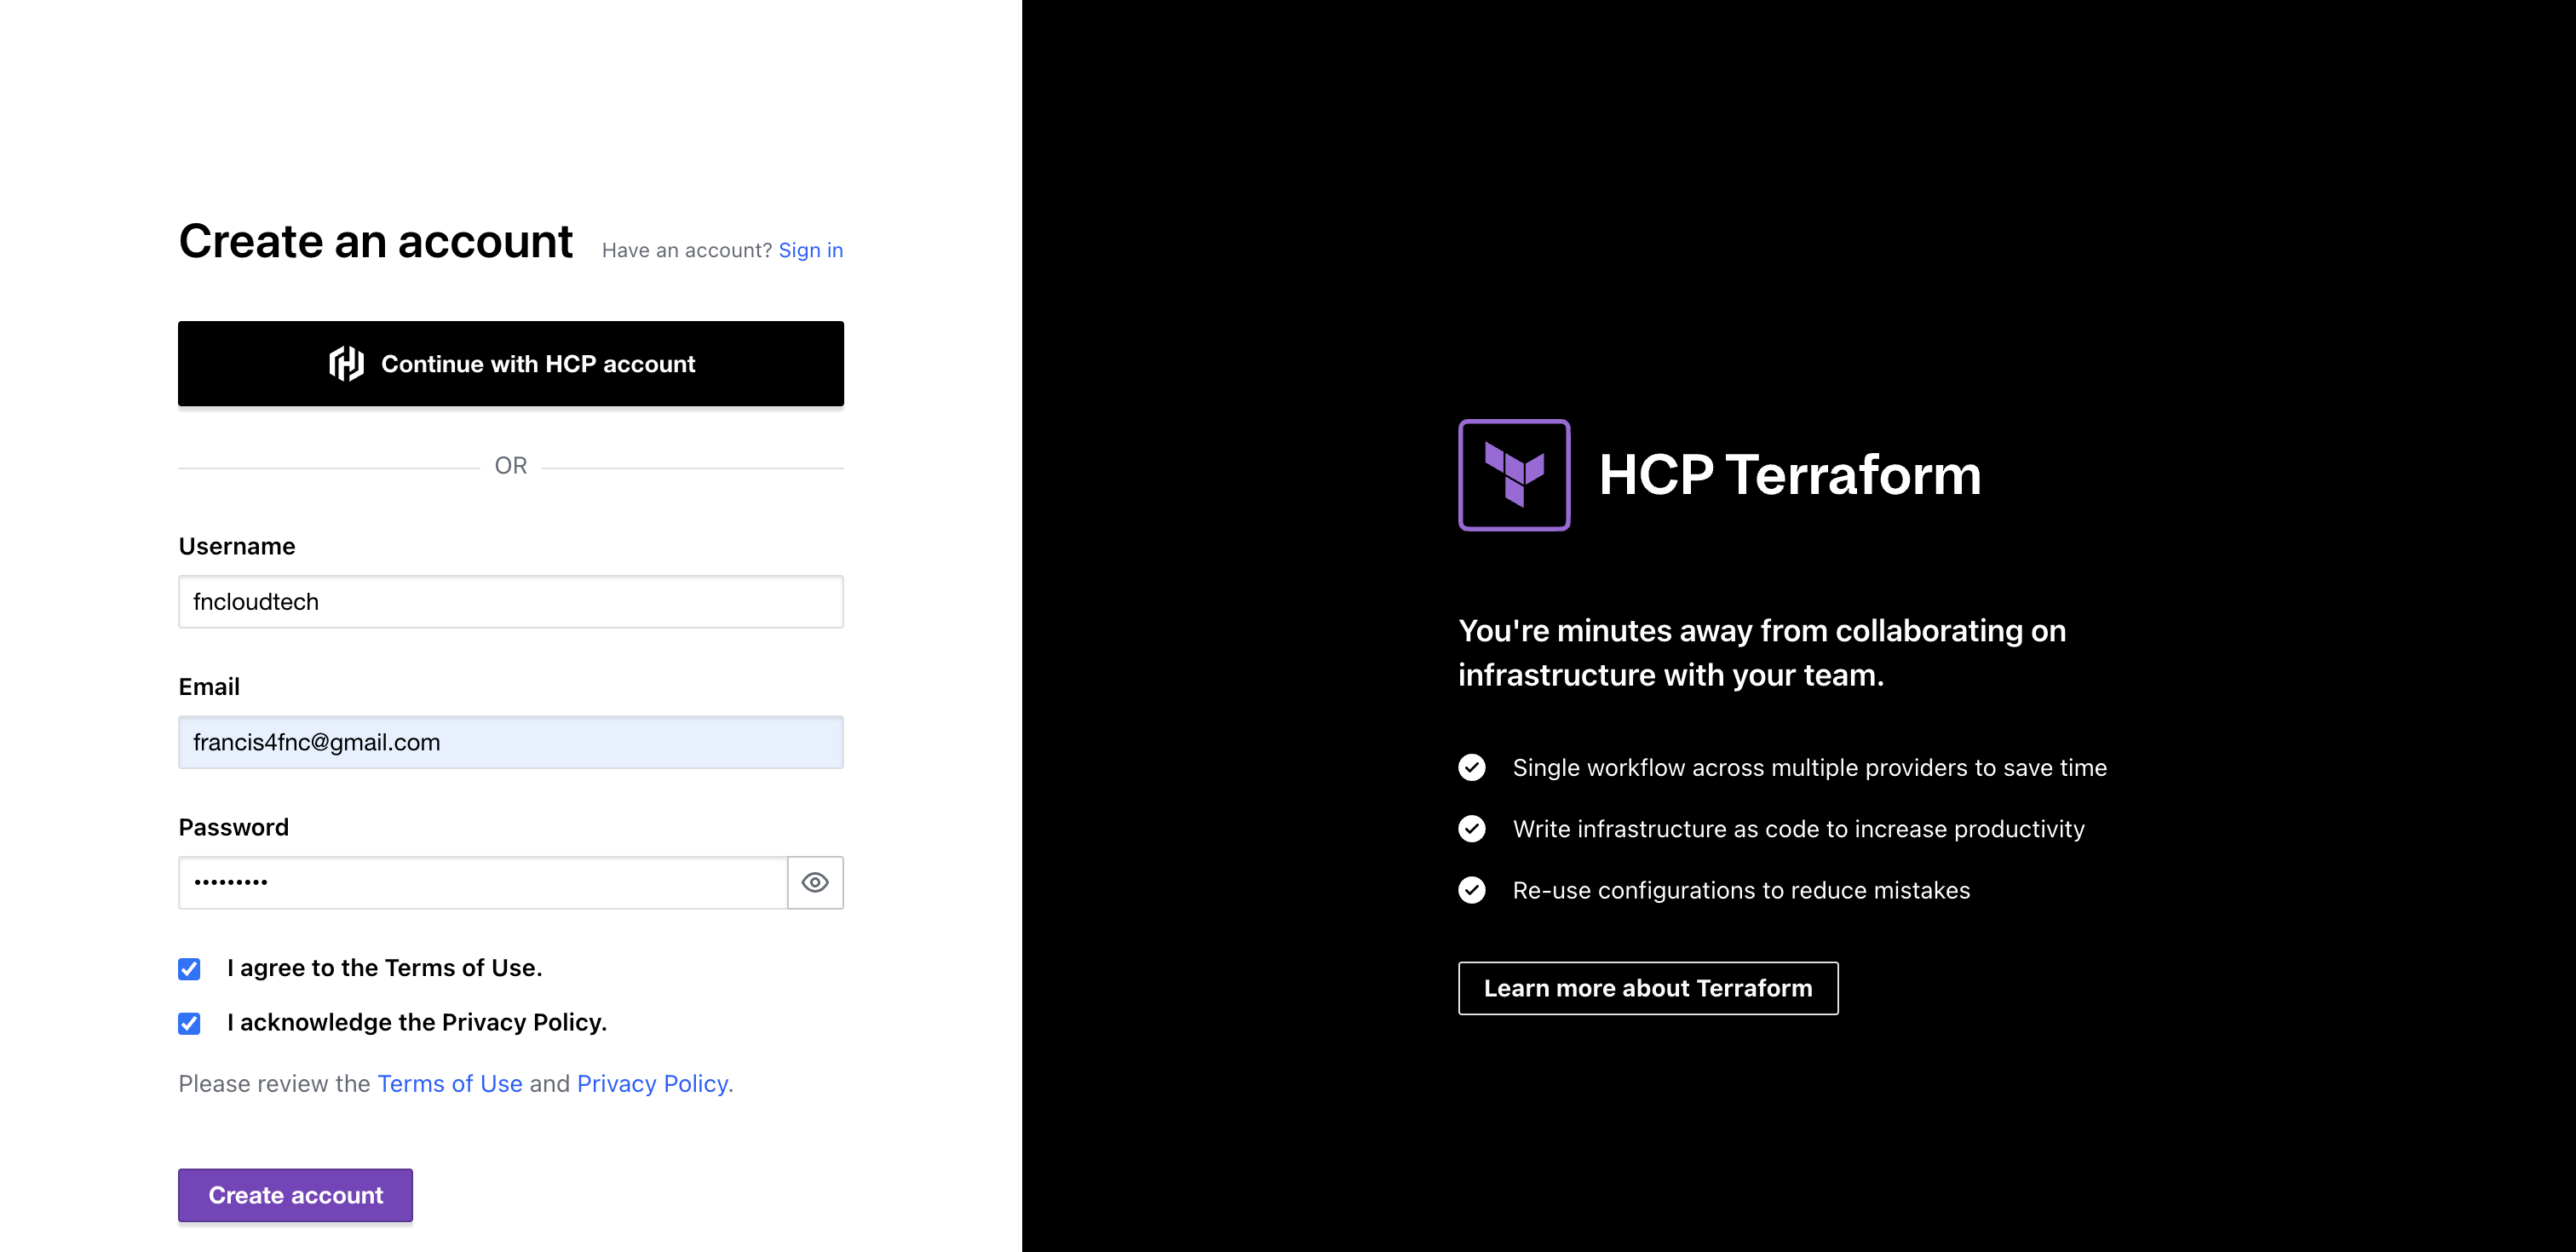 Create an account
Have an account? Sign in
Continue with HCP account
OR
Username
fncloudtech
Email
francis4fnc@gmail.com
Password
•••••••••
I agree to the Terms of Use.
I acknowledge the Privacy Policy.
Please review the Terms of Use and Privacy Policy.
Create account
HCP Terraform
You're minutes away from collaborating on
infrastructure with your team.
Single workflow across multiple providers to save time
Write infrastructure as code to increase productivity
Re-use configurations to reduce mistakes
Learn more about Terraform